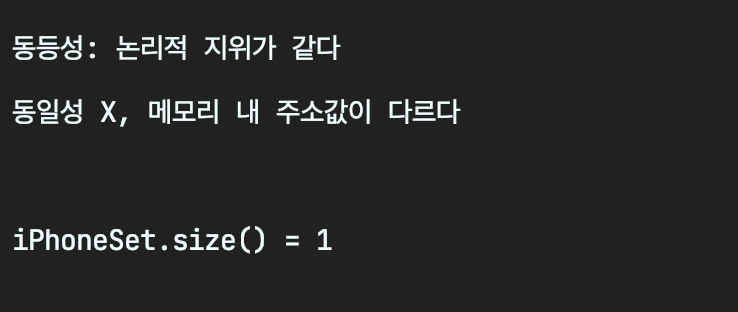 동등성: 논리적 지위가 같다
동일성 X, 메모리 내 주소값이 다르다
iPhoneSet.size() = 1